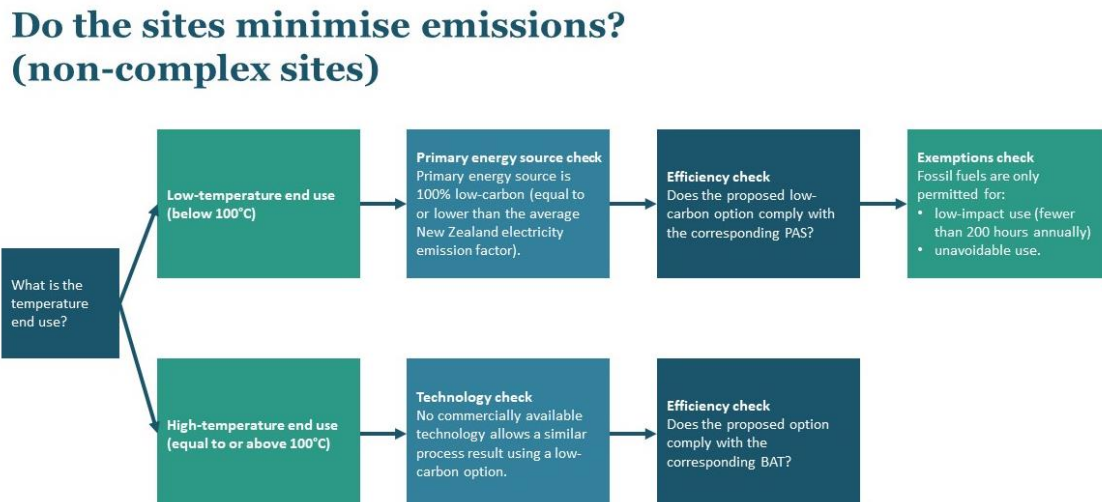 Do the sites minimise emissions?
(non-complex sites)
What is the
temperature
end use?
Low-temperature end use
(below 100°C)
Primary energy source check
Primary energy source is
100% low-carbon (equal to
or lower than the average
New Zealand electricity
emission factor).
Efficiency check
Does the proposed low-
carbon option comply with
the corresponding PAS?
Exemptions check
Fossil fuels are only
permitted for:
• low-impact use (fewer
than 200 hours annually)
• unavoidable use.
High-temperature end use
(equal to or above 100°C)
Technology check
No commercially available
technology allows a similar
process result using a low-
carbon option.
Efficiency check
Does the proposed option
comply with the
corresponding BAT?